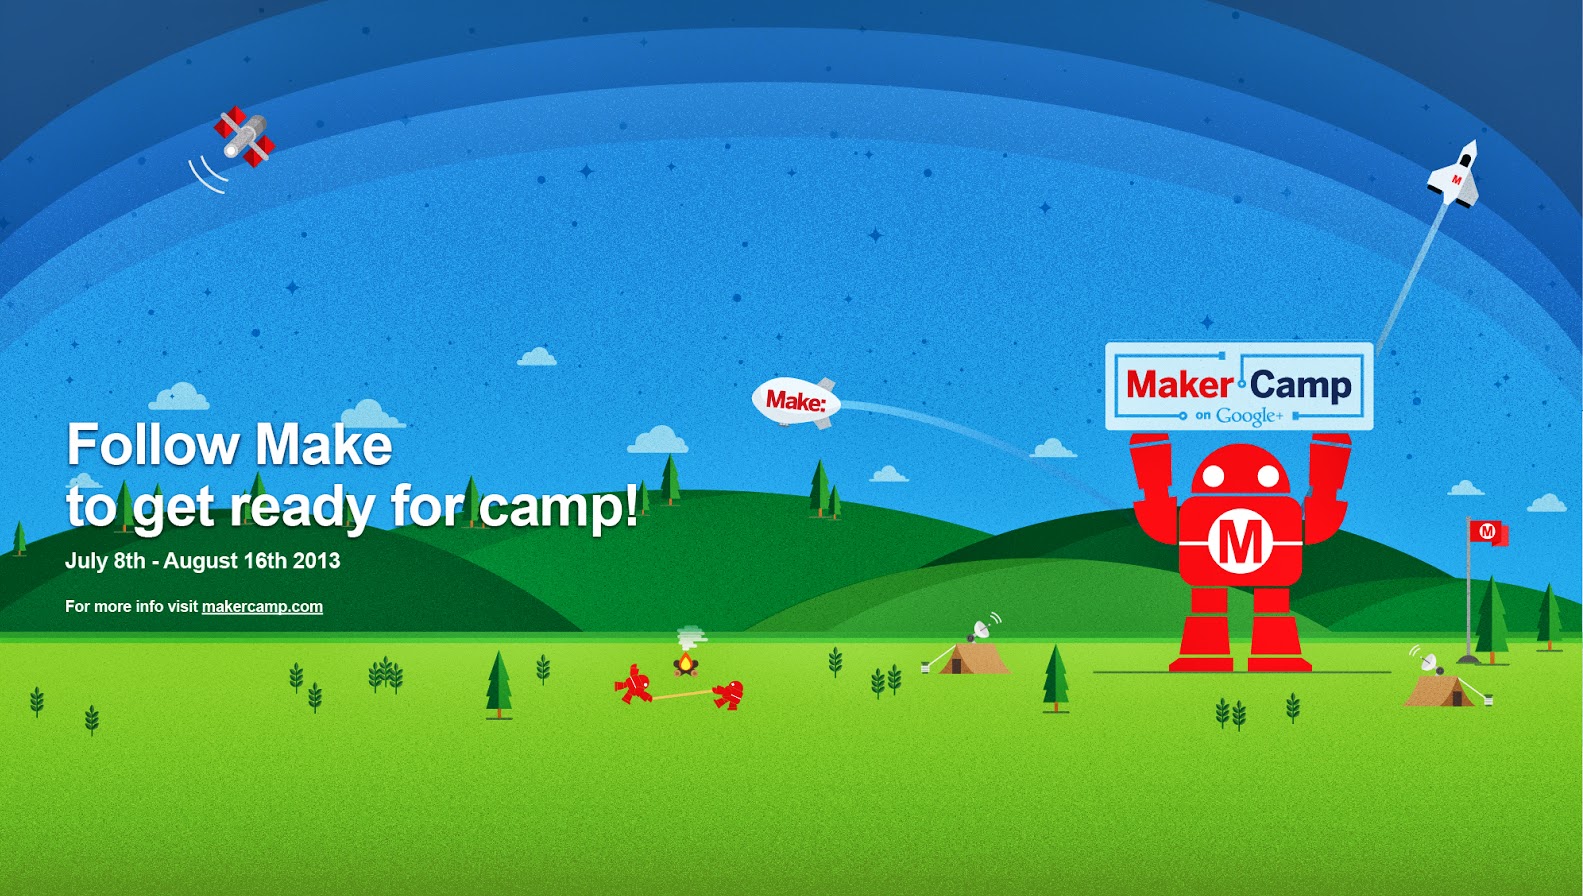 M
Make:
Maker Camp
on Google+
Follow Make
to get ready for camp!
July 8th - August 16th 2013
For more info visit makercamp.com
M
M